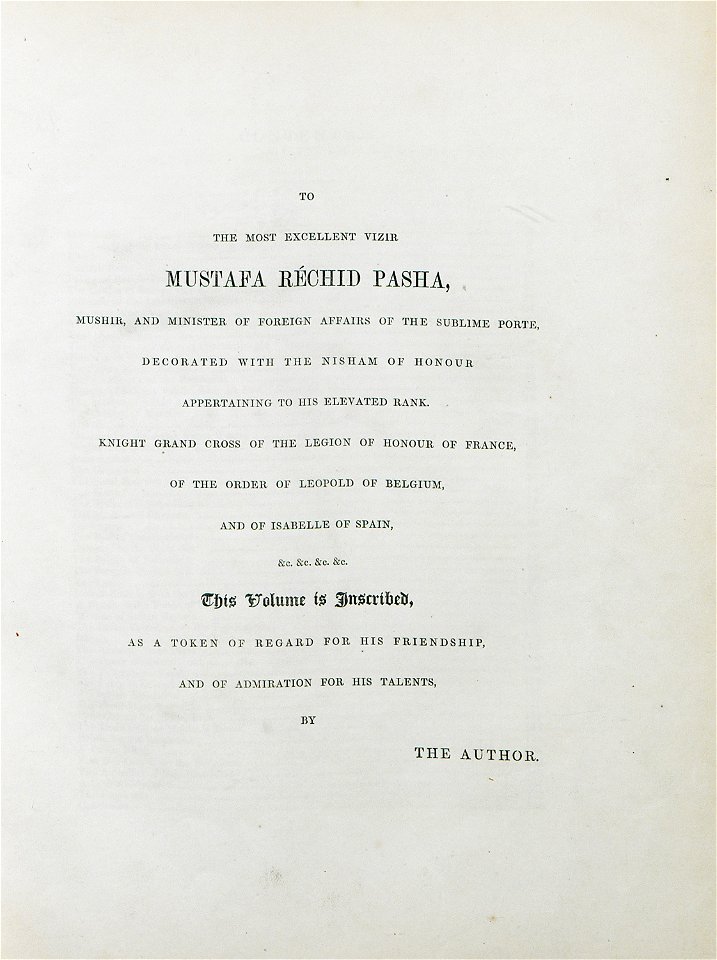 TO
THE MOST EXCELLENT VIZIR
MUSTAFA RÉCHID PASHA,
MUSHIR, AND MINISTER OF FOREIGN AFFAIRS OF THE SUBLIME PORTE,
DECORATED WITH THE NISHAM OF HONOUR
APPERTAINING TO HIS ELEVATED RANK.
KNIGHT GRAND CROSS OF THE LEGION OF HONOUR OF FRANCE,
OF THE ORDER OF LEOPOLD OF BELGIUM,
AND OF ISABELLE OF SPAIN,
&c. &c. &c. &c.
This Volume is Inscribed,
AS A TOKEN OF REGARD FOR HIS FRIENDSHIP,
AND OF ADMIRATION FOR HIS TALENTS,
BY
THE AUTHOR.